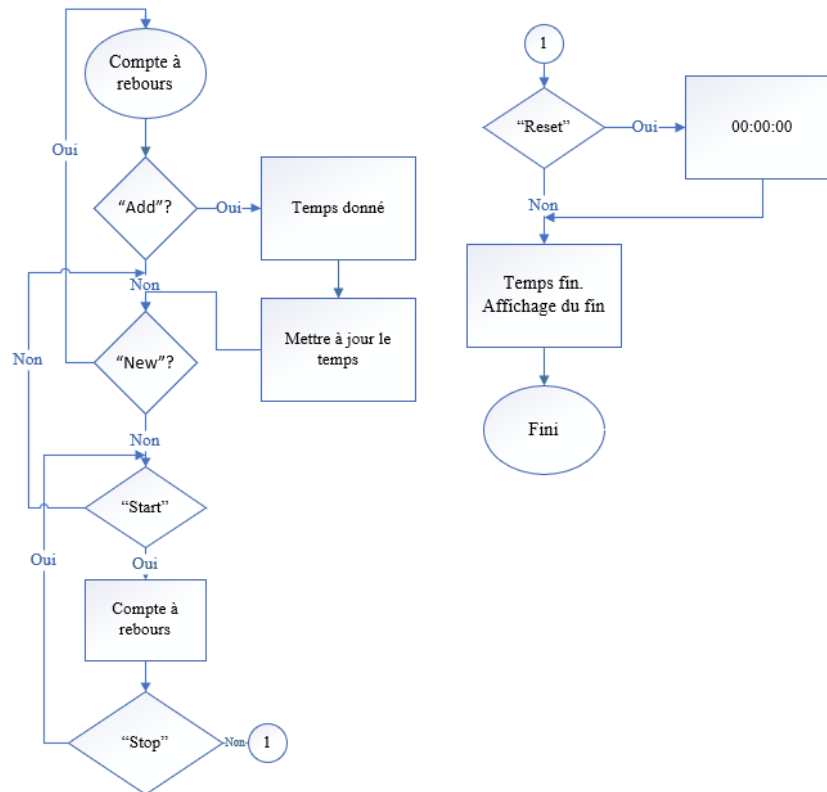 Compte à
rebours
Oui
“Add”?
Oui
Temps donné
Non
Mettre à jour le
temps
“New”?
Non
Non
“Start”
Oui
Oui
Compte à
rebours
“Stop”
Non
1
1
“Reset”
Oui
00:00:00
Non
Temps fin.
Affichage du fin
Fini